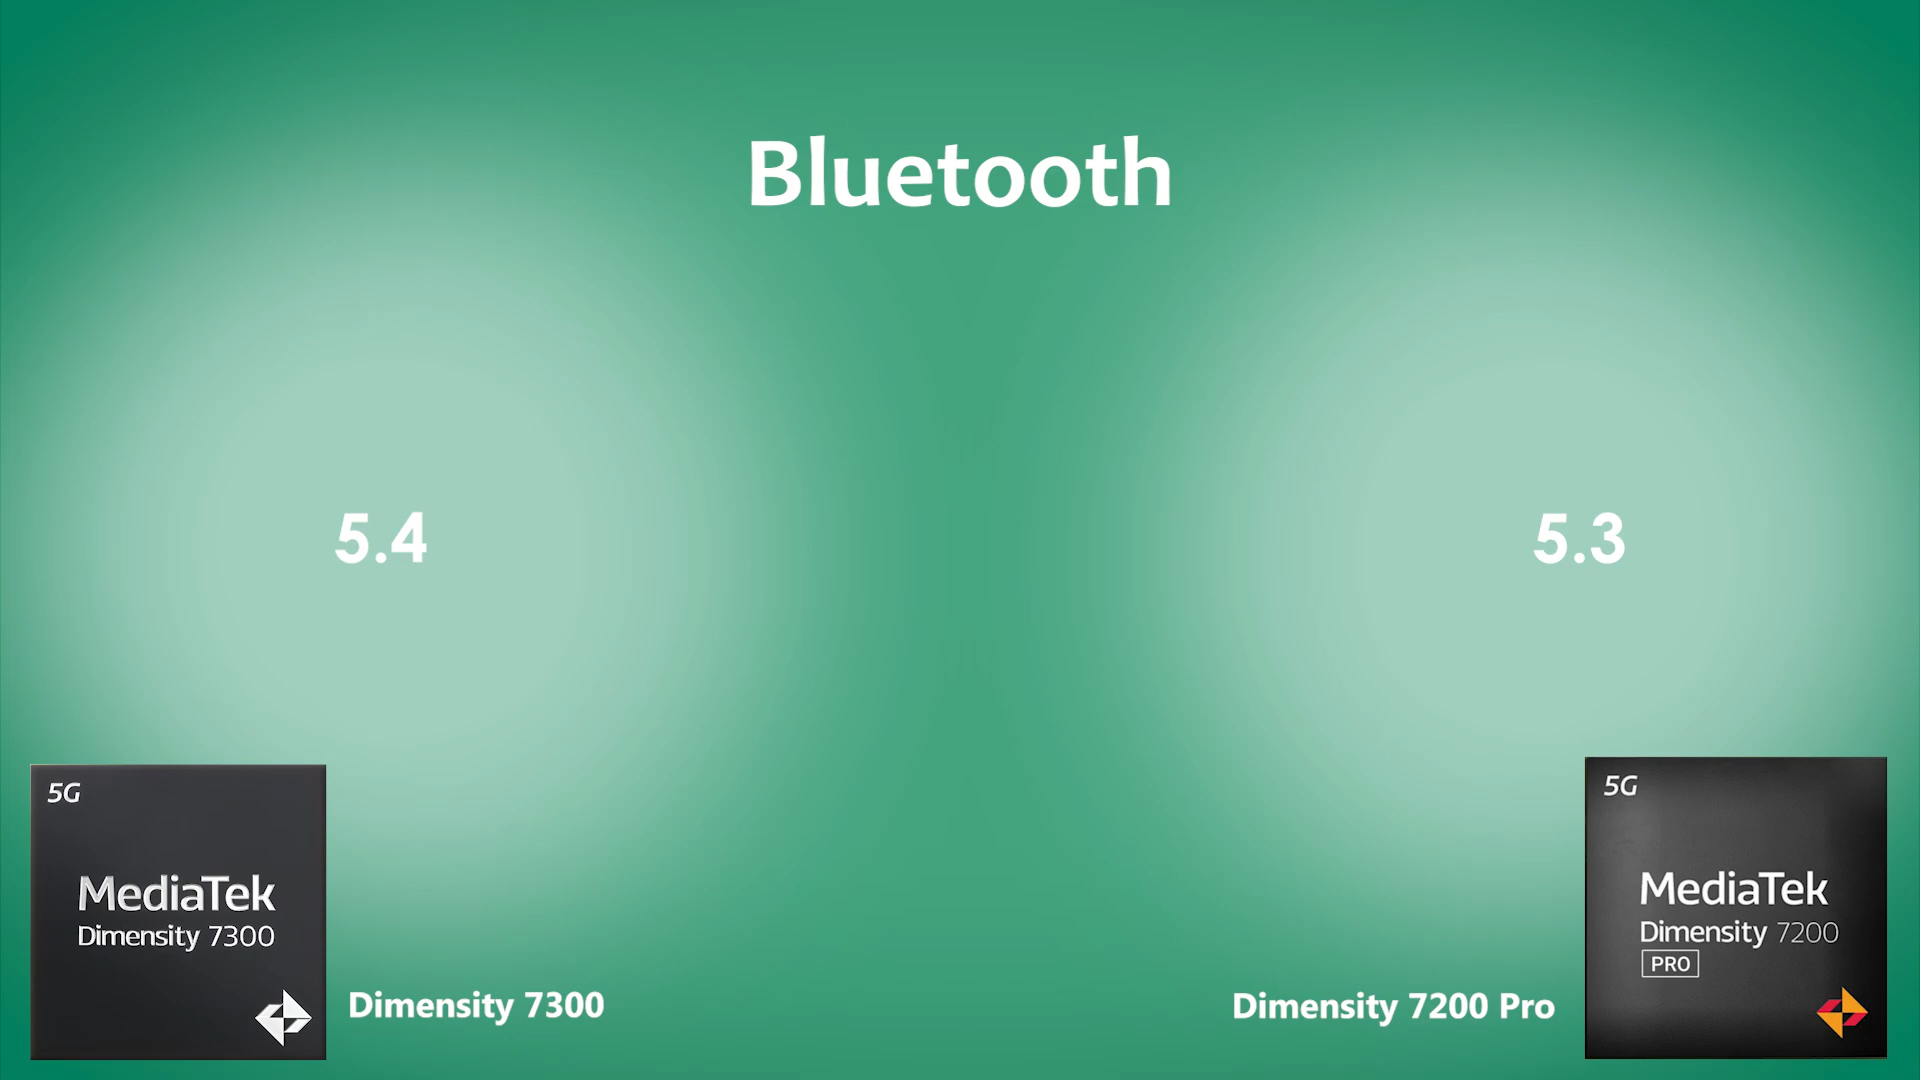 Bluetooth
5.4
5.3
5G
MediaTek
Dimensity 7300
Dimensity 7300
Dimensity 7200 Pro
5G
MediaTek
Dimensity 7200
PRO